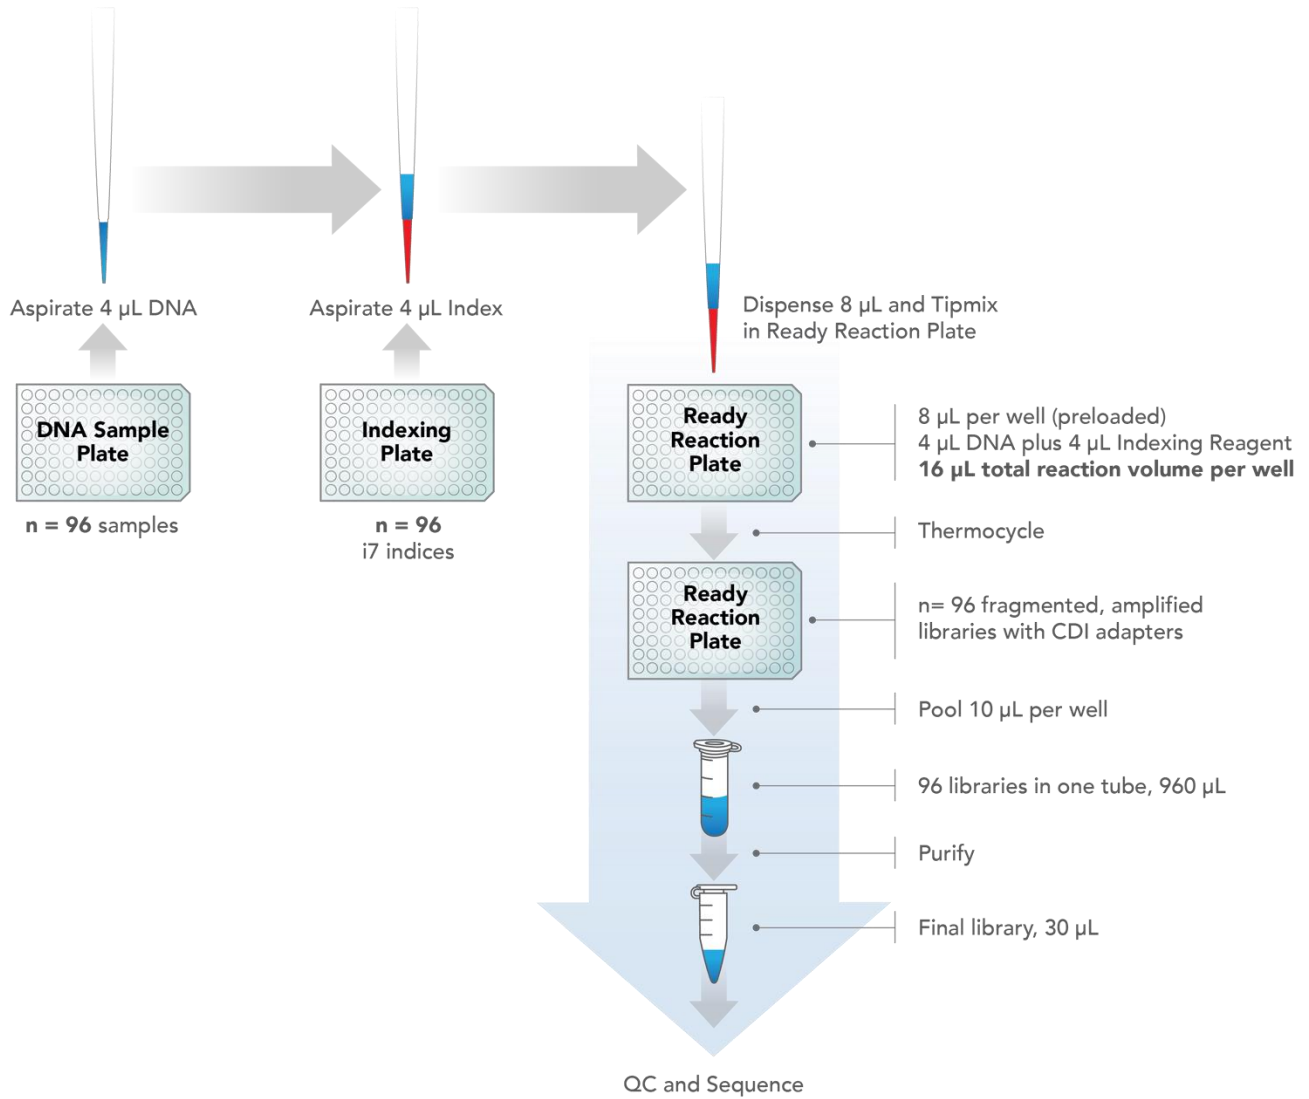 Aspirate 4 µL DNA
Aspirate 4 µL Index
Dispense 8 µL and Tipmix
in Ready Reaction Plate
DNA Sample
Plate
n = 96 samples
Indexing
Plate
n = 96
i7 indices
Ready
Reaction
Plate
8 µL per well (preloaded)
4 µL DNA plus 4 µL Indexing Reagent
16 µL total reaction volume per well
Thermocycle
Ready
Reaction
Plate
n= 96 fragmented, amplified
libraries with CDI adapters
Pool 10 µL per well
96 libraries in one tube, 960 µL
Purify
Final library, 30 µL
QC and Sequence